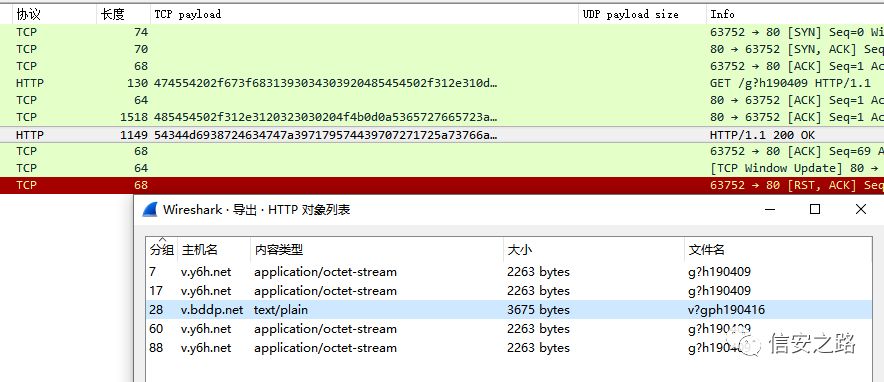 协议 长度 TCP payload UDP payload size Info
TCP 74 63752 → 80 [SYN] Seq=0 Wi
TCP 70 80 → 63752 [SYN, ACK] Seq
TCP 68 63752 → 80 [ACK] Seq=1 Ac
HTTP 130 474554202f673f6831393034303920485454502f312e310d… GET /g?h190409 HTTP/1.1
TCP 64 80 → 63752 [ACK] Seq=1 Ac
TCP 1518 485454502f312e3120323030204f4b0d0a5365727665723a… 80 → 63752 [ACK] Seq=1 Ac
HTTP 1149 54344d6938724634747a397179574439707271725a73766a… HTTP/1.1 200 OK
TCP 68 63752 → 80 [ACK] Seq=69 A
TCP 64 [TCP Window Update] 80 →
TCP 68 63752 → 80 [RST, ACK] Seq
Wireshark · 导出 · HTTP 对象列表
分组 主机名 内容类型 大小 文件名
7 v.y6h.net application/octet-stream 2263 bytes g?h190409
17 v.y6h.net application/octet-stream 2263 bytes g?h190409
28 v.bddp.net text/plain 3675 bytes v?gph190416
60 v.y6h.net application/octet-stream 2263 bytes
88 v.y6h.net application/octet-stream 2263 bytes
信安之路